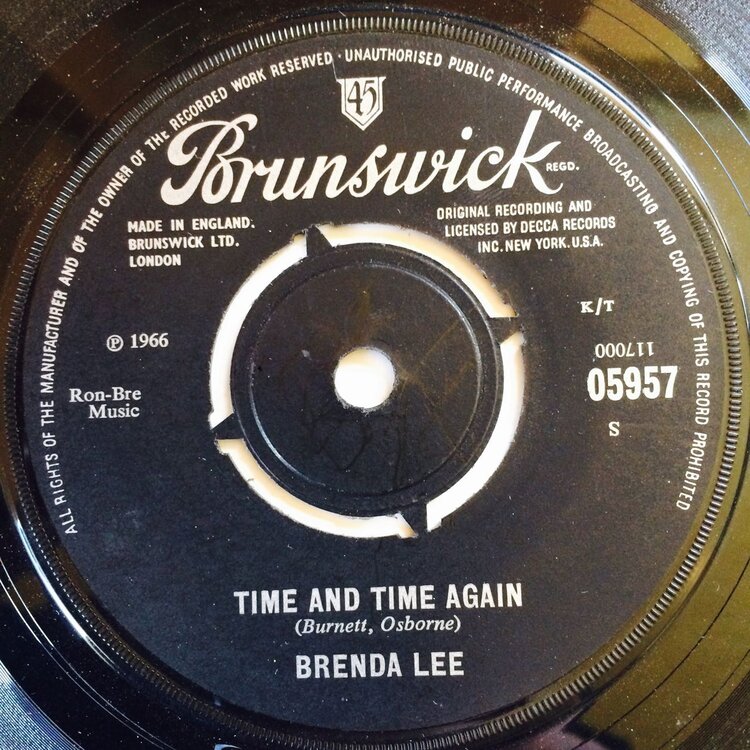 ALL RIGHTS OF THE MANUFACTURER AND OF THE OWNER OF THE RECORDED WORK RESERVED · UNAUTHORISED PUBLIC PERFORMANCE BROADCASTING AND COPYING OF THIS RECORD PROHIBITED
45
Brunswick REGD.
MADE IN ENGLAND.
BRUNSWICK LTD.
LONDON
ORIGINAL RECORDING AND
LICENSED BY DECCA RECORDS
INC. NEW YORK. U.S.A.
K/T
℗ 1966
117000
05957
Ron-Bre
Music
S
TIME AND TIME AGAIN
(Burnett, Osborne)
BRENDA LEE